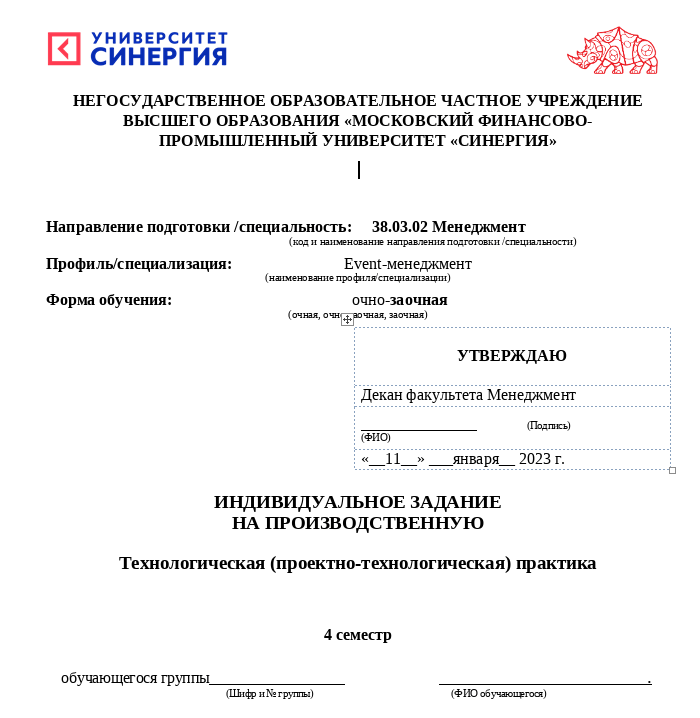 УНИВЕРСИТЕТ
СИНЕРГИЯ
НЕГОСУДАРСТВЕННОЕ ОБРАЗОВАТЕЛЬНОЕ ЧАСТНОЕ УЧРЕЖДЕНИЕ
ВЫСШЕГО ОБРАЗОВАНИЯ «МОСКОВСКИЙ ФИНАНСОВО-
ПРОМЫШЛЕННЫЙ УНИВЕРСИТЕТ «СИНЕРГИЯ»
Направление подготовки /специальность: 38.03.02 Менеджмент
(код и наименование направления подготовки /специальности)
Профиль/специализация: Event-менеджмент
(наименование профиля/специализации)
Форма обучения: очно-заочная
(очная, очно-заочная, заочная)
УТВЕРЖДАЮ
Декан факультета Менеджмент
_______________ (Подпись)
(ФИО)
«__11__» ___января__ 2023 г.
ИНДИВИДУАЛЬНОЕ ЗАДАНИЕ
НА ПРОИЗВОДСТВЕННУЮ
Технологическая (проектно-технологическая) практика
4 семестр
обучающегося группы_________________ __________________________.
(Шифр и № группы) (ФИО обучающегося)